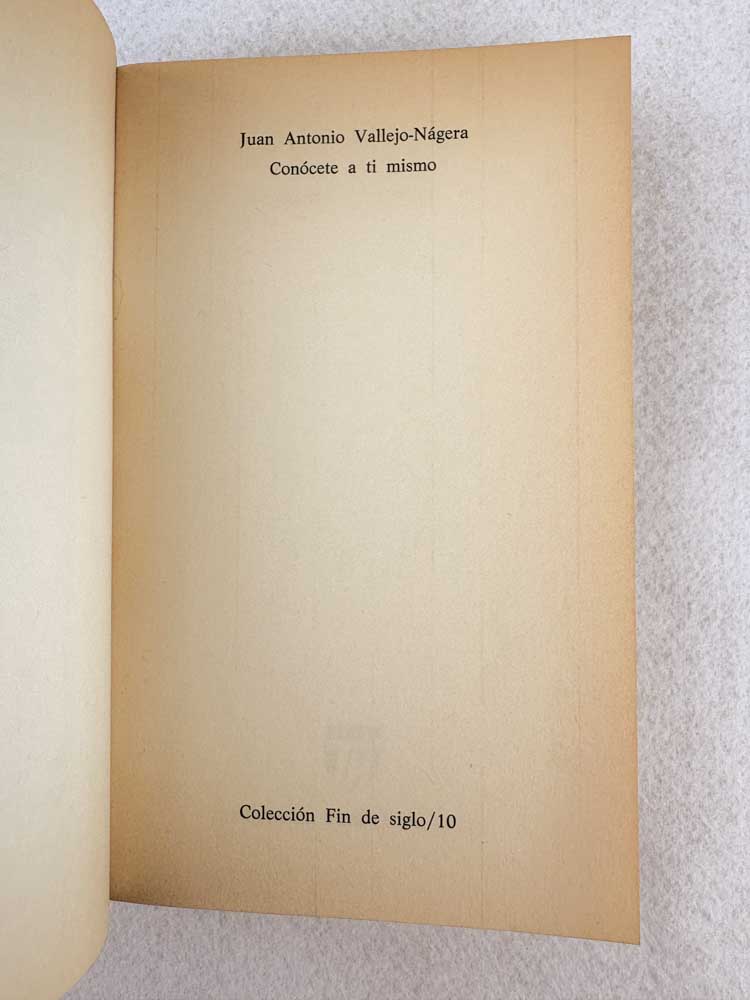 Juan Antonio Vallejo-Nágera
Conócete a ti mismo
Colección Fin de siglo/10